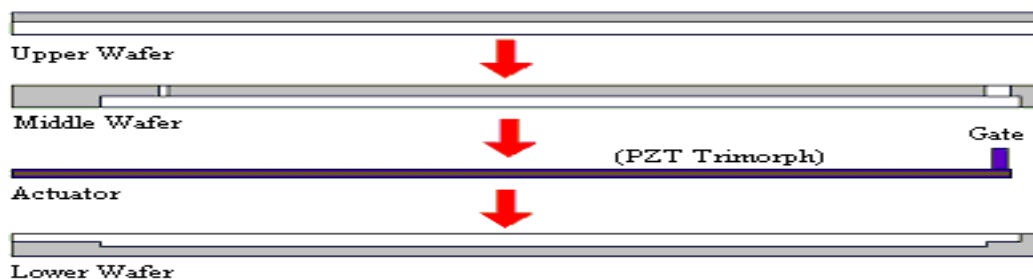 Upper Wafer
Middle Wafer
Gate
(PZT Trimorph)
Actuator
Lower Wafer